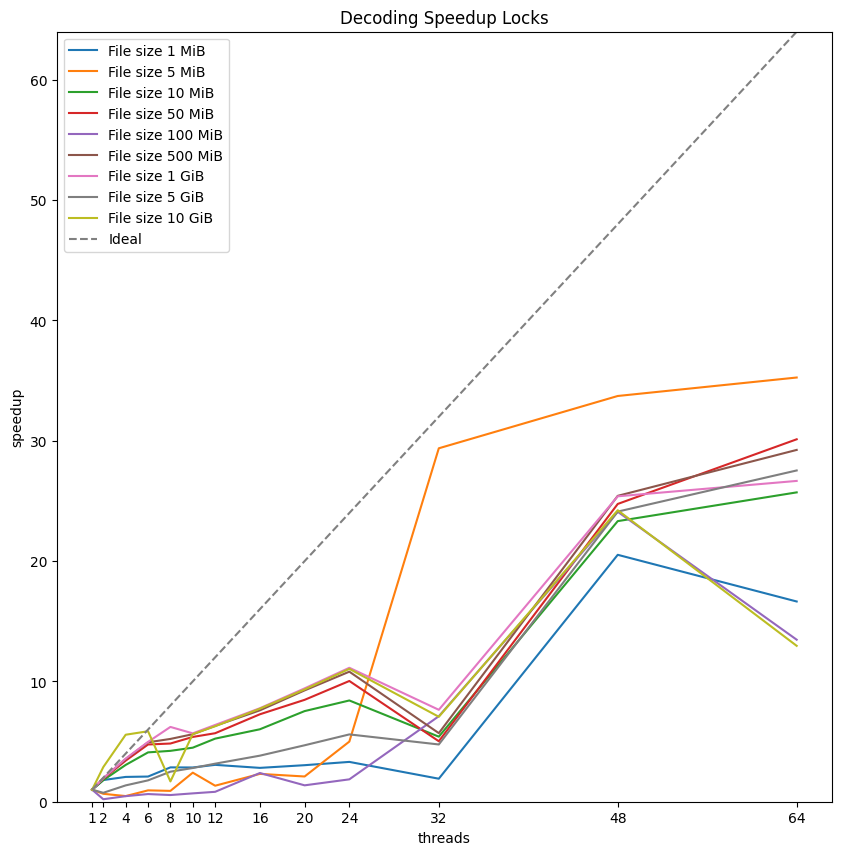 Decoding Speedup Locks
File size 1 MiB
File size 5 MiB
File size 10 MiB
File size 50 MiB
File size 100 MiB
File size 500 MiB
File size 1 GiB
File size 5 GiB
File size 10 GiB
Ideal
60
50
40
30
20
10
0
speedup
1 2 4 6 8 10 12 16 20 24 32 48 64
threads